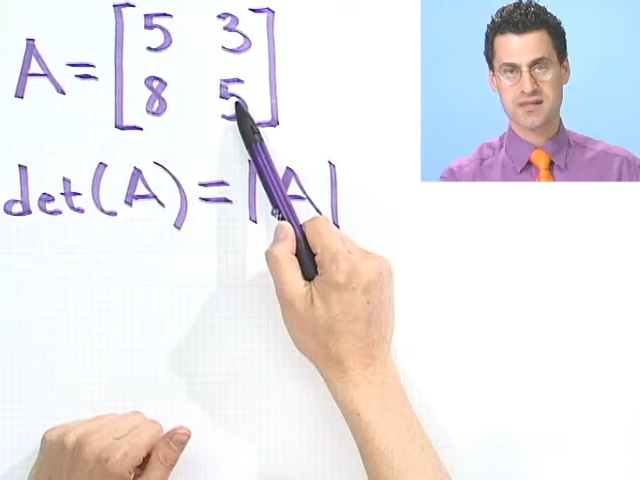 A = [ 5 3
8 5 ]
det(A) = |A|